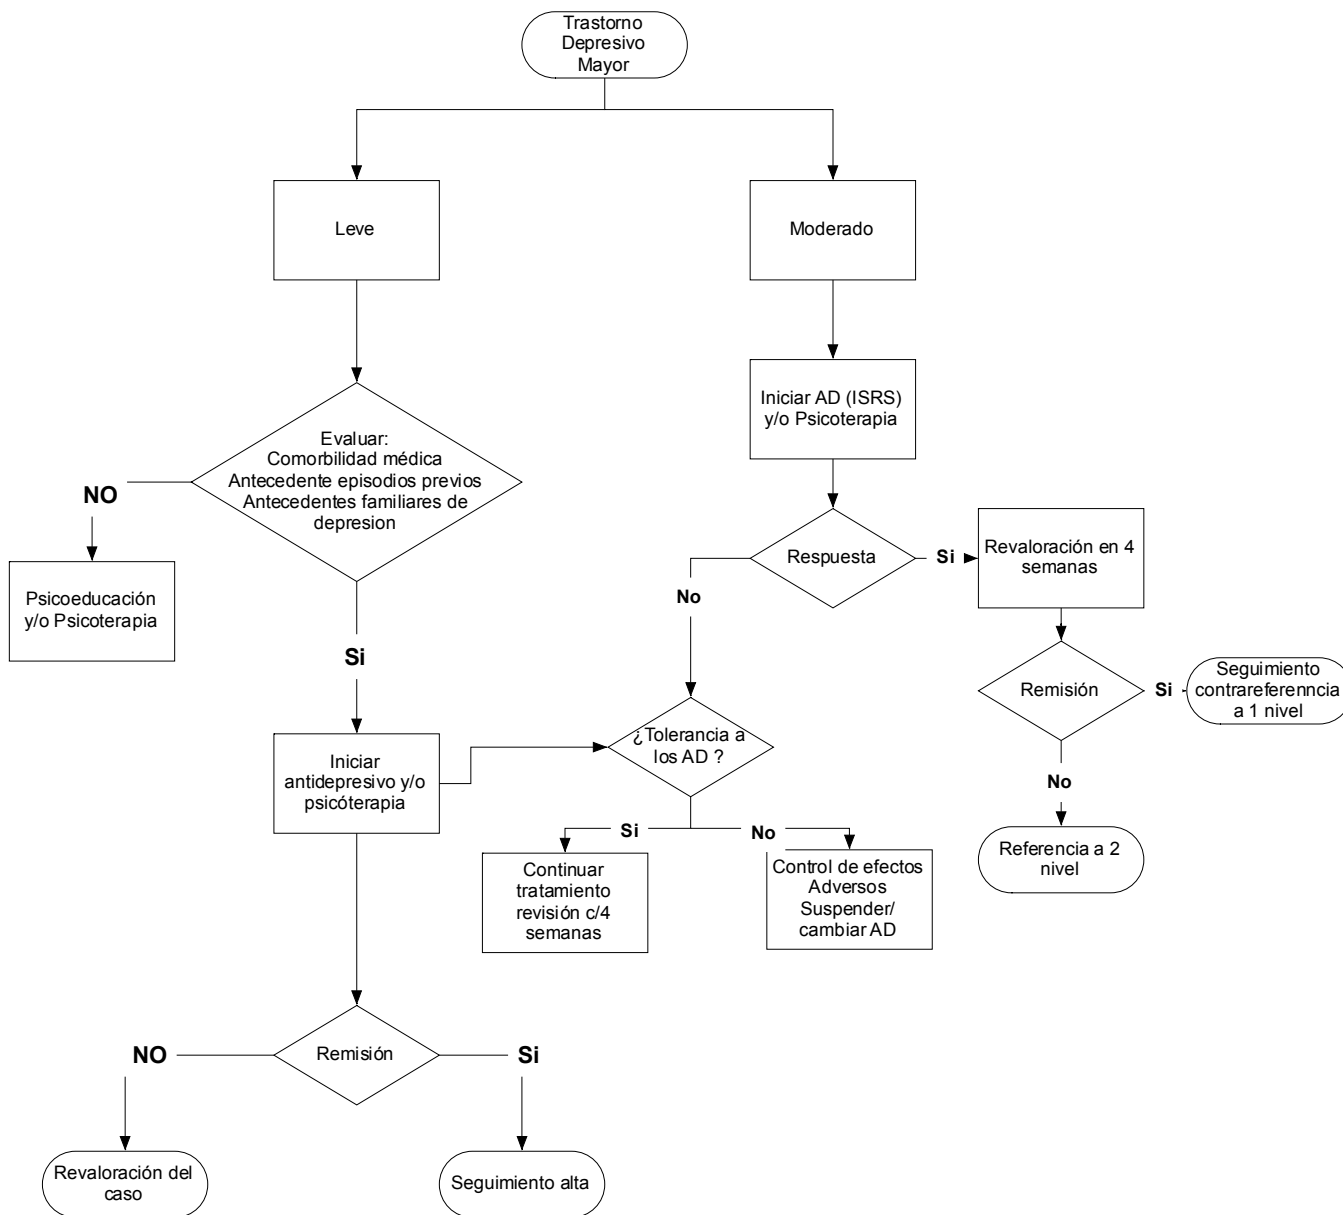 Trastorno
Depresivo
Mayor
Leve
Moderado
Iniciar AD (ISRS)
y/o Psicoterapia
Evaluar:
Comorbilidad médica
Antecedente episodios previos
Antecedentes familiares de
depresion
NO
Psicoeducación
y/o Psicoterapia
Si
Respuesta
Si
Revaloración en 4
semanas
No
Remisión
Si
Seguimiento
contrareferenncia
a 1 nivel
No
Referencia a 2
nivel
¿Tolerancia a
los AD ?
Iniciar
antidepresivo y/o
psicóterapia
Si
No
Continuar
tratamiento
revisión c/4
semanas
Control de efectos
Adversos
Suspender/
cambiar AD
Remisión
NO
Si
Revaloración del
caso
Seguimiento alta